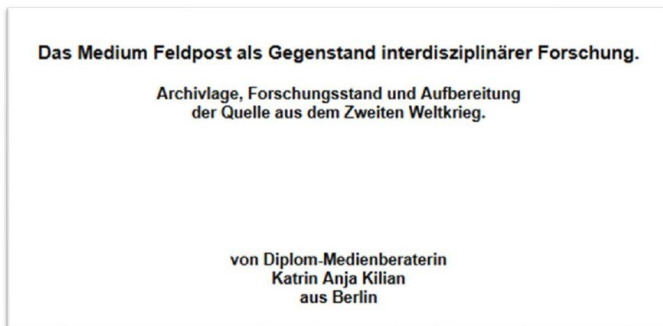 Das Medium Feldpost als Gegenstand interdisziplinärer Forschung.
Archivlage, Forschungsstand und Aufbereitung
der Quelle aus dem Zweiten Weltkrieg.
von Diplom-Medienberaterin
Katrin Anja Kilian
aus Berlin